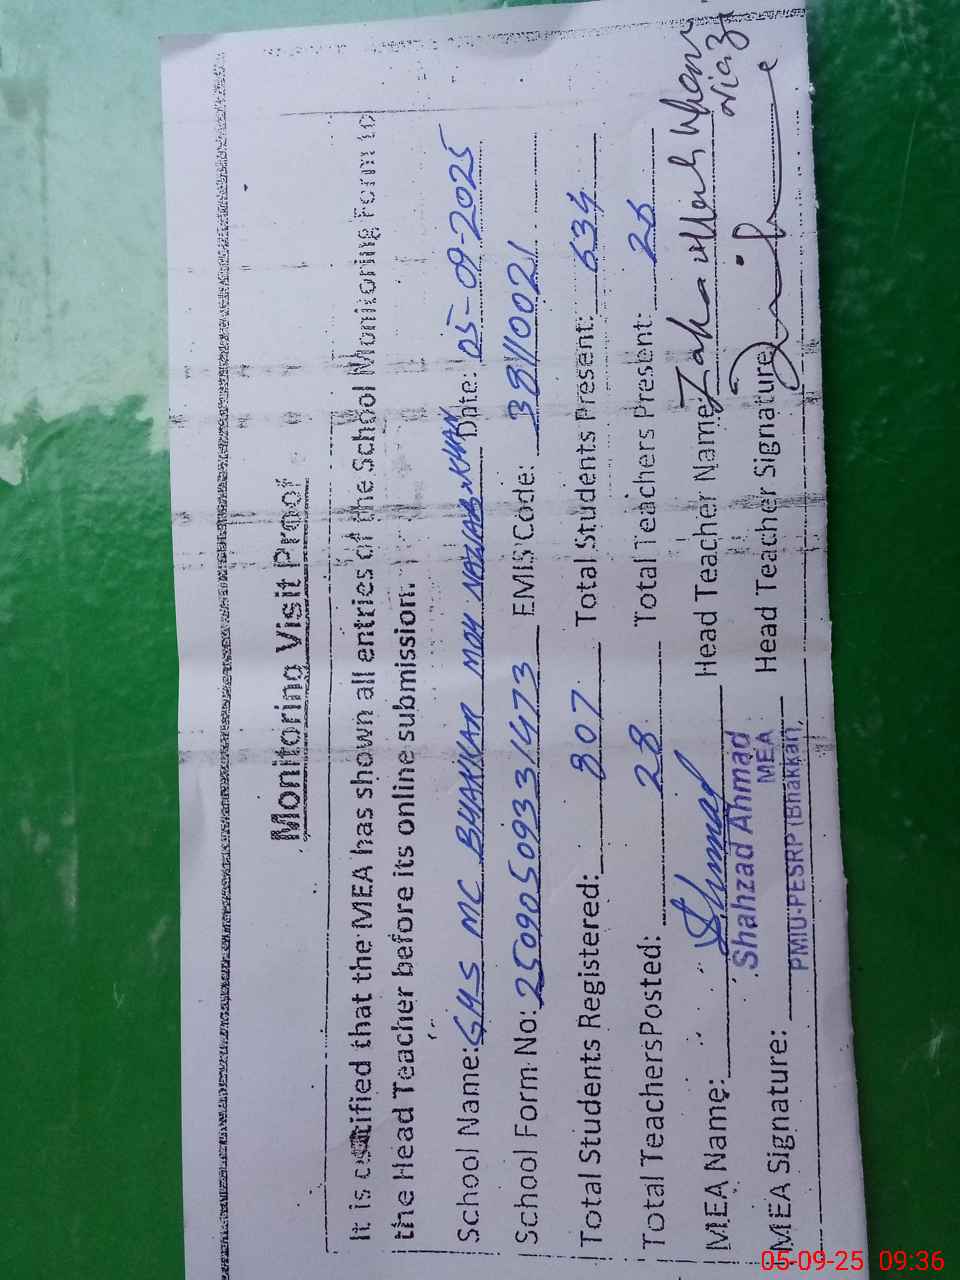 Monitoring Visit Proof
It is certified that the MEA has shown all entries of the School Monitoring Form to
the Head Teacher before its online submission.
School Name: GHS MC BHAKKAR MOH NAWAB KHAN Date: 05-09-2025
School Form No: 25090509331473 EMIS Code: 38110021
Total Students Registered: 807 Total Students Present: 634
Total Teachers Posted: 28 Total Teachers Present: 26
MEA Name: Head Teacher Name: Zaka ullah Khan
Niazi
Shahzad Ahmad
MEA
MEA Signature: Head Teacher Signature
PMIU-PESRP (Bhakkar)
05-09-25 09:36